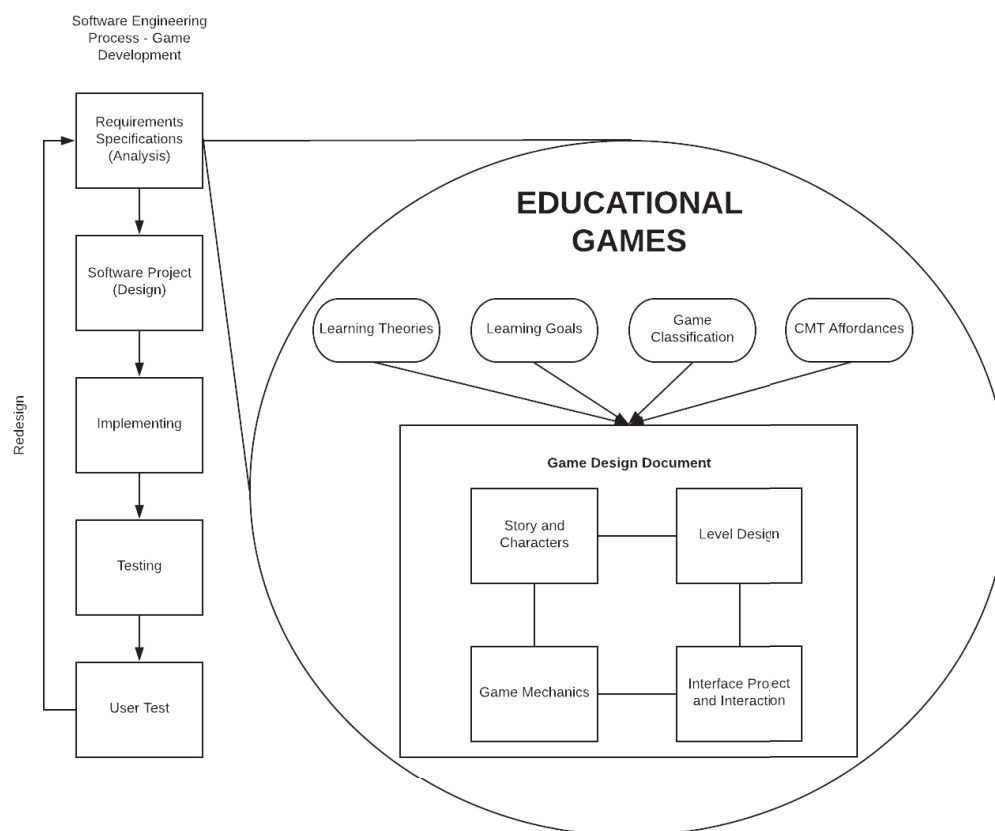 Software Engineering
Process - Game
Development
Requirements
Specifications
(Analysis)
Software Project
(Design)
Implementing
Testing
User Test
Redesign
EDUCATIONAL
GAMES
Learning Theories
Learning Goals
Game
Classification
CMT Affordances
Game Design Document
Story and
Characters
Level Design
Game Mechanics
Interface Project
and Interaction